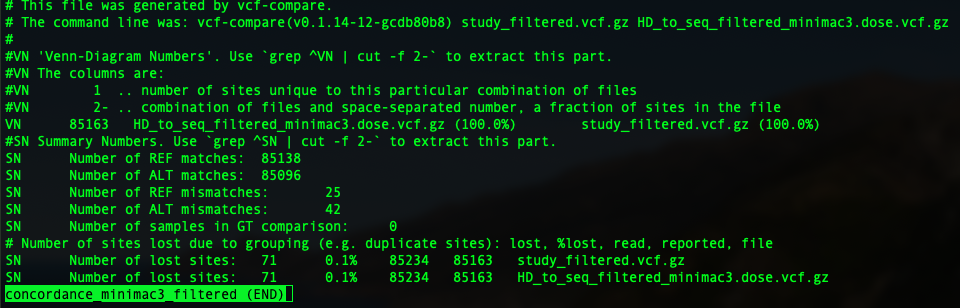 # This file was generated by vcf-compare.
# The command line was: vcf-compare(v0.1.14-12-gcdb80b8) study_filtered.vcf.gz HD_to_seq_filtered_minimac3.dose.vcf.gz
#
#VN 'Venn-Diagram Numbers'. Use `grep ^VN | cut -f 2-` to extract this part.
#VN The columns are:
#VN        1  .. number of sites unique to this particular combination of files
#VN        2- .. combination of files and space-separated number, a fraction of sites in the file
VN      85163   HD_to_seq_filtered_minimac3.dose.vcf.gz (100.0%)        study_filtered.vcf.gz (100.0%)
#SN Summary Numbers. Use `grep ^SN | cut -f 2-` to extract this part.
SN      Number of REF matches:  85138
SN      Number of ALT matches:  85096
SN      Number of REF mismatches:       25
SN      Number of ALT mismatches:       42
SN      Number of samples in GT comparison:     0
# Number of sites lost due to grouping (e.g. duplicate sites): lost, %lost, read, reported, file
SN      Number of lost sites:   71      0.1%    85234   85163   study_filtered.vcf.gz
SN      Number of lost sites:   71      0.1%    85234   85163   HD_to_seq_filtered_minimac3.dose.vcf.gz
concordance_minimac3_filtered (END)